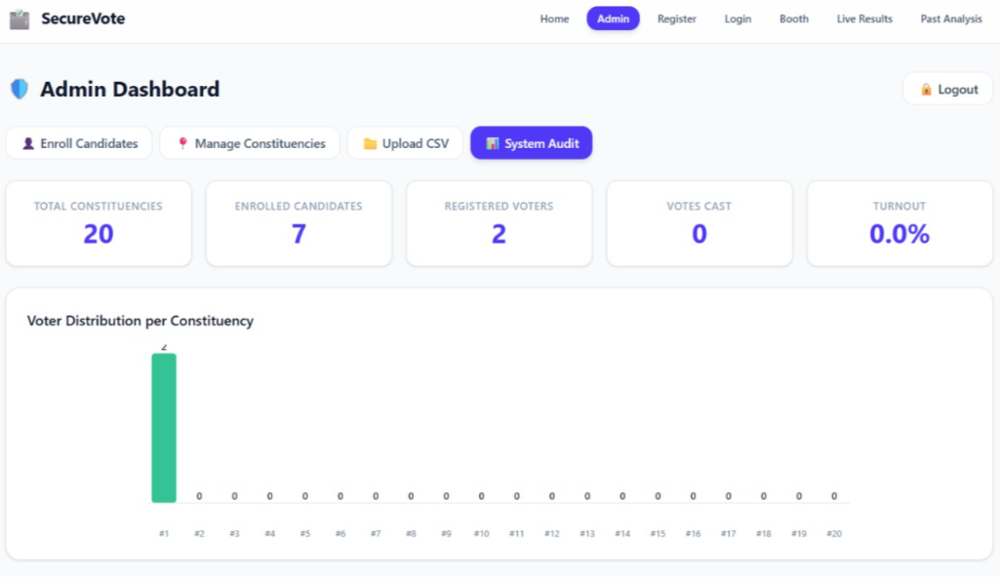 SecureVote
Home Admin Register Login Booth Live Results Past Analysis
Admin Dashboard
Logout
Enroll Candidates Manage Constituencies Upload CSV System Audit
TOTAL CONSTITUENCIES ENROLLED CANDIDATES REGISTERED VOTERS VOTES CAST TURNOUT
20 7 2 0 0.0%
Voter Distribution per Constituency
2
0 0 0 0 0 0 0 0 0 0 0 0 0 0 0 0 0 0 0
#1 #2 #3 #4 #5 #6 #7 #8 #9 #10 #11 #12 #13 #14 #15 #16 #17 #18 #19 #20